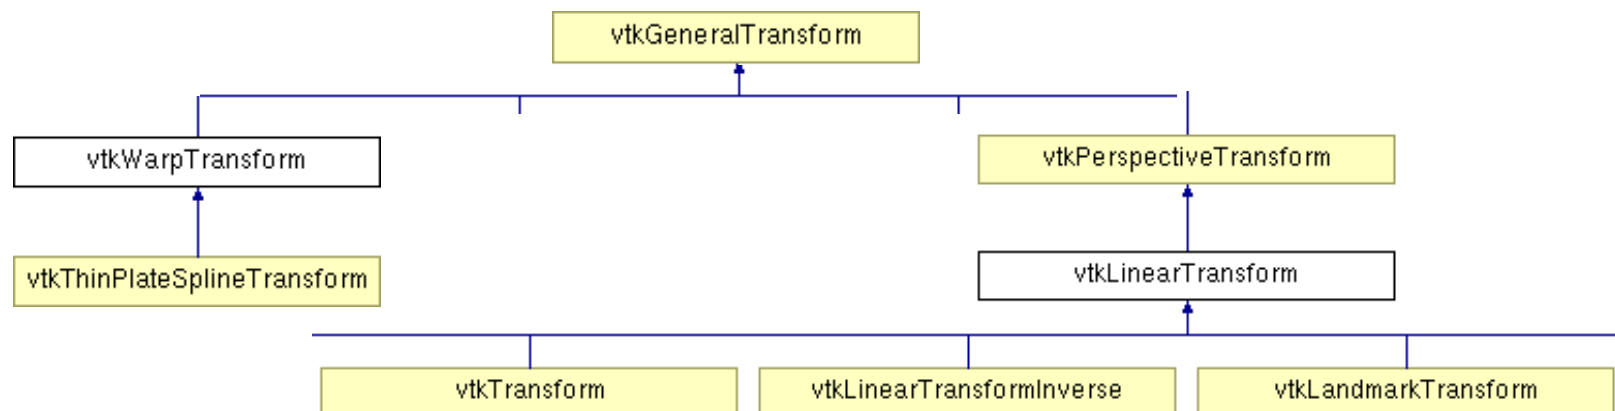 vtkGeneralTransform
vtkWarpTransform
vtkPerspectiveTransform
vtkThinPlateSplineTransform
vtkLinearTransform
vtkTransform
vtkLinearTransformInverse
vtkLandmarkTransform